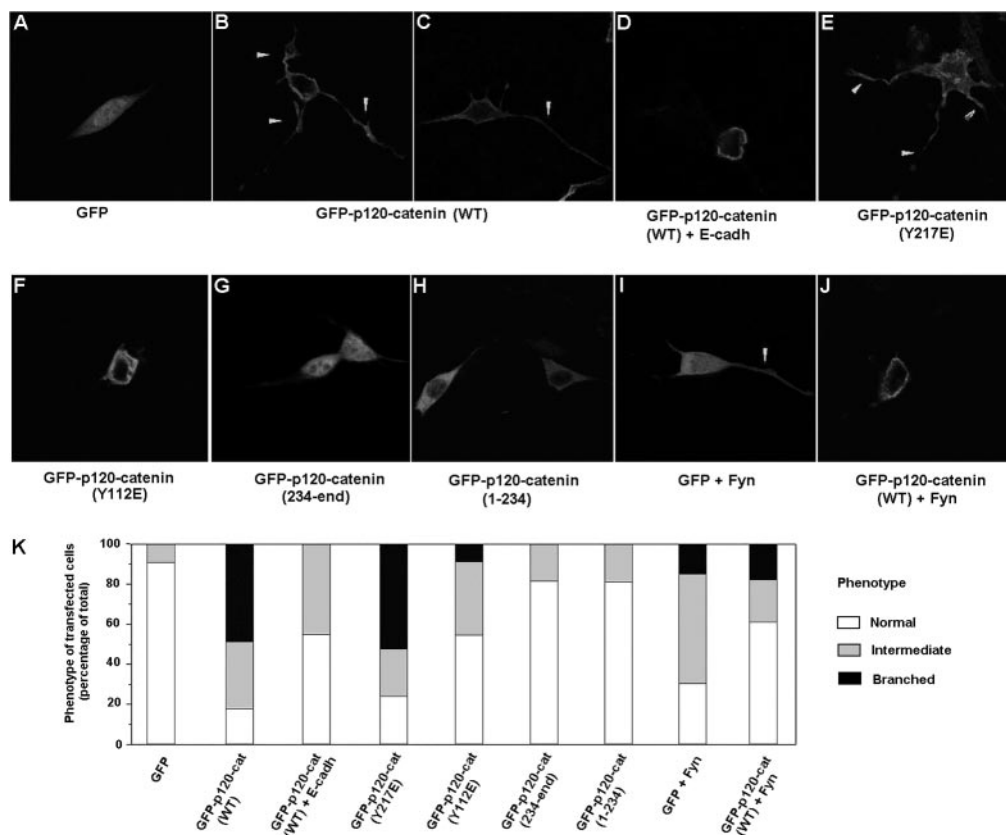 A
B
C
D
E
GFP
GFP-p120-catenin (WT)
GFP-p120-catenin
(WT) + E-cadh
GFP-p120-catenin
(Y217E)
F
G
H
I
J
GFP-p120-catenin
(Y112E)
GFP-p120-catenin
(234-end)
GFP-p120-catenin
(1-234)
GFP + Fyn
GFP-p120-catenin
(WT) + Fyn
K
Phenotype of transfected cells
(percentage of total)
100
80
60
40
20
0
GFP
GFP-p120-cat
(WT)
GFP-p120-cat
(WT) + E-cadh
GFP-p120-cat
(Y217E)
GFP-p120-cat
(Y112E)
GFP-p120-cat
(234-end)
GFP-p120-cat
(1-234)
GFP + Fyn
GFP-p120-cat
(WT) + Fyn
Phenotype
Normal
Intermediate
Branched